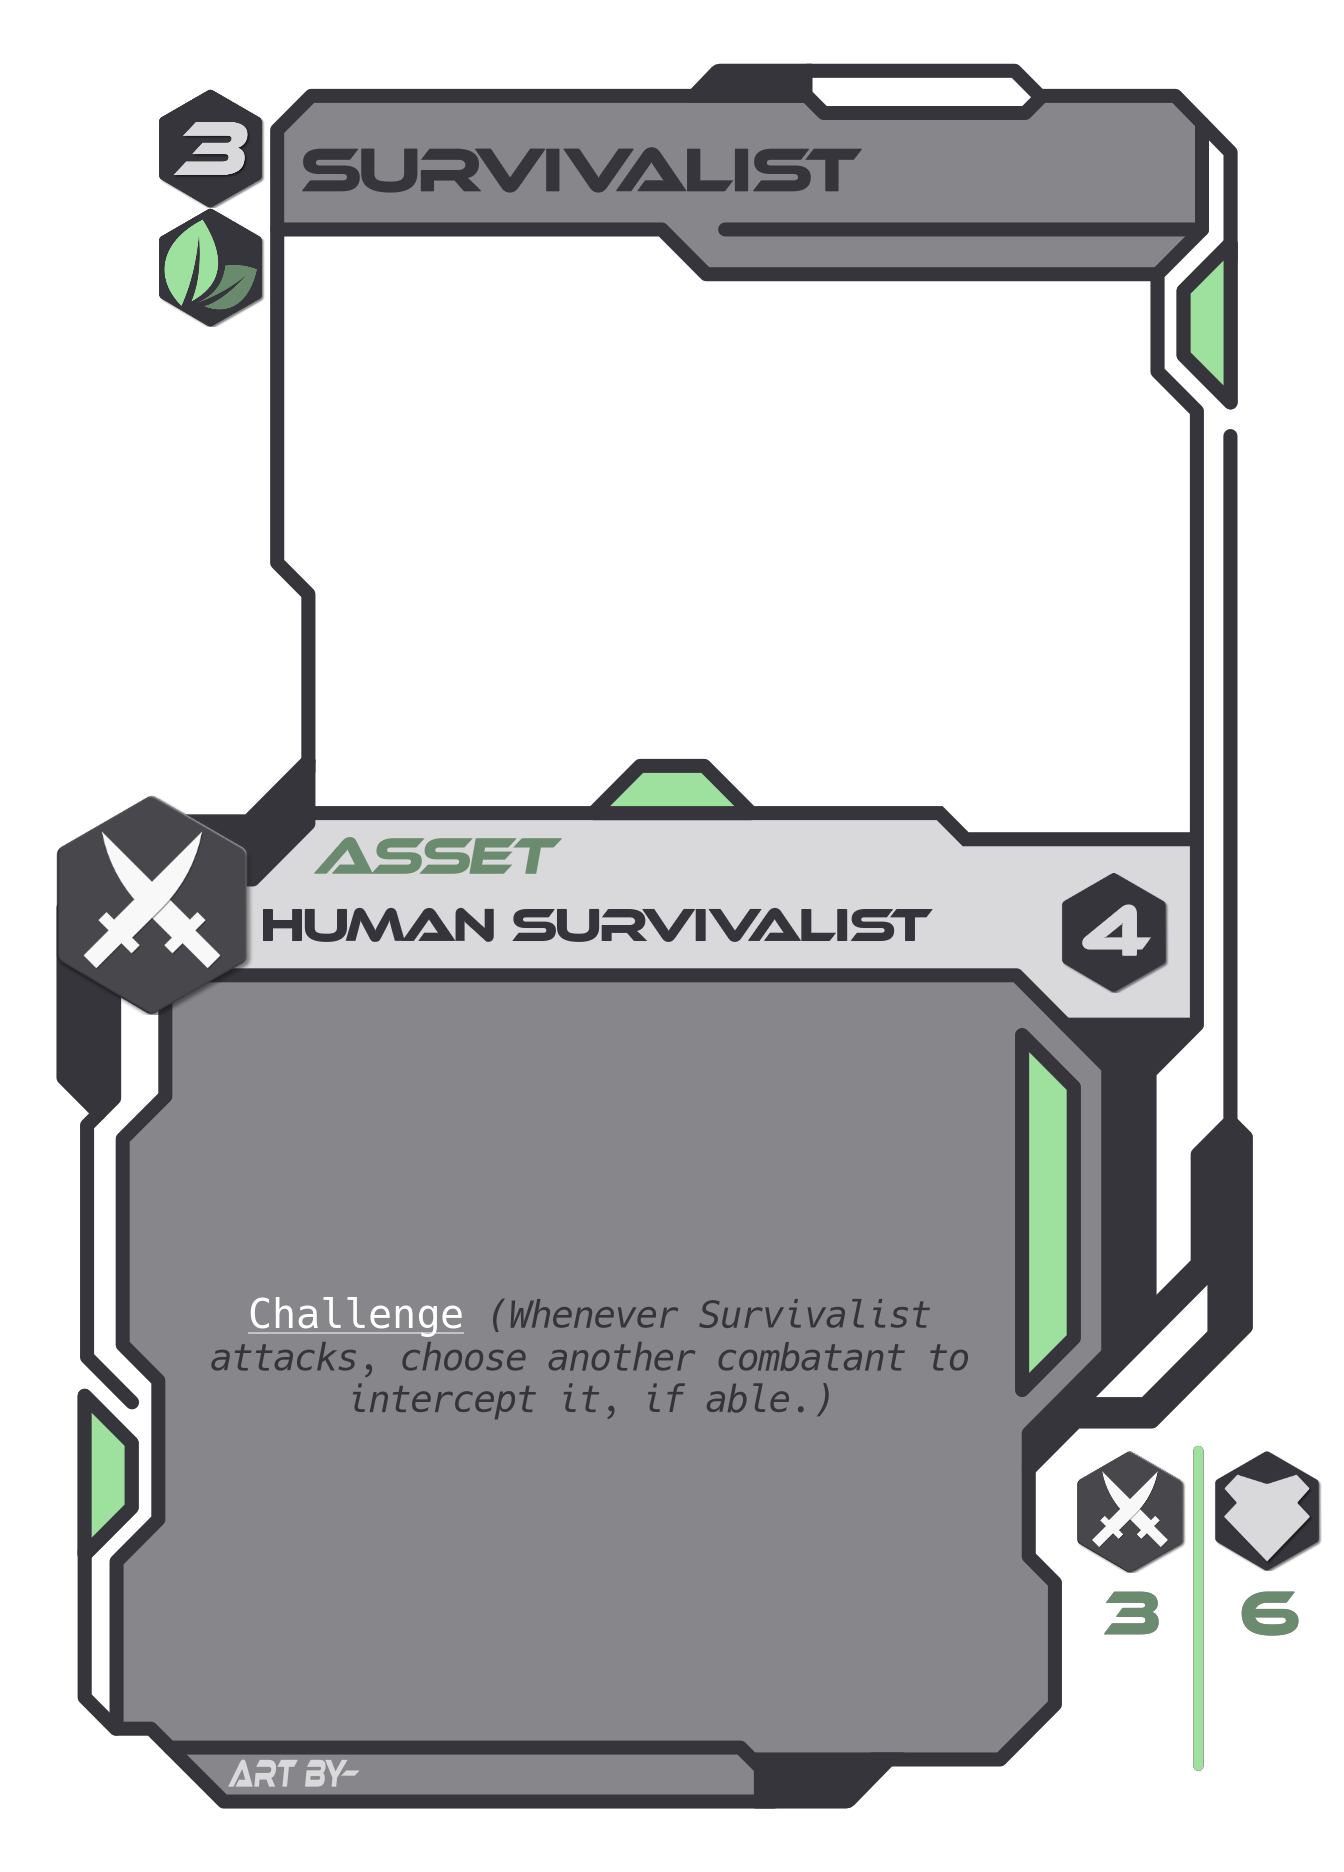 3
SURVIVALIST
ASSET
HUMAN SURVIVALIST
4
Challenge (Whenever Survivalist
attacks, choose another combatant to
intercept it, if able.)
3
6
ART BY-